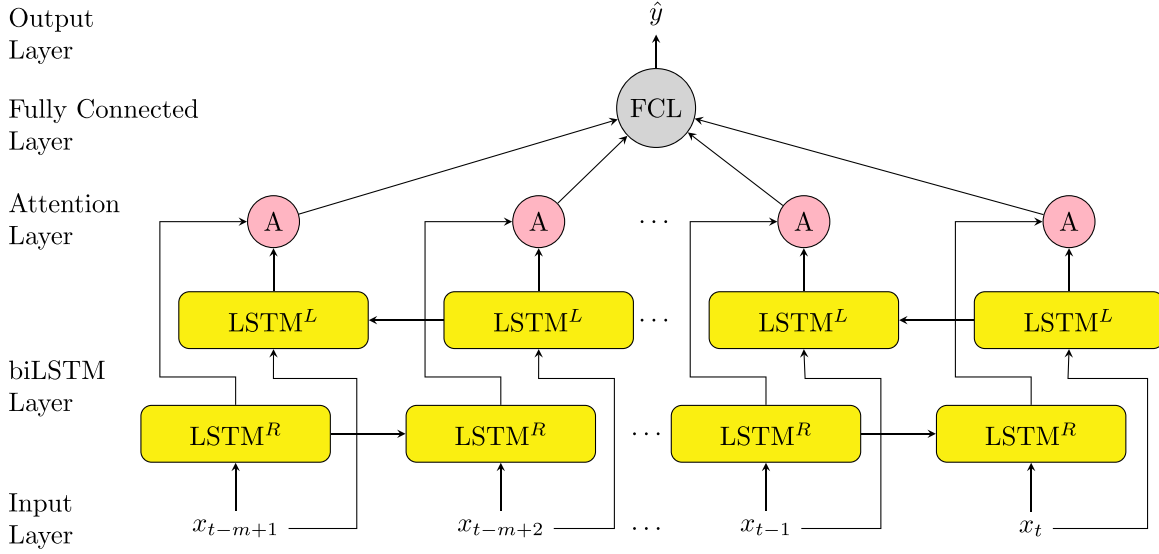 Output
Layer
ŷ
Fully Connected
Layer
FCL
Attention
Layer
A A ... A A
LSTM^L LSTM^L ... LSTM^L LSTM^L
biLSTM
Layer
LSTM^R LSTM^R ... LSTM^R LSTM^R
Input
Layer
x_{t−m+1} x_{t−m+2} ... x_{t−1} x_t